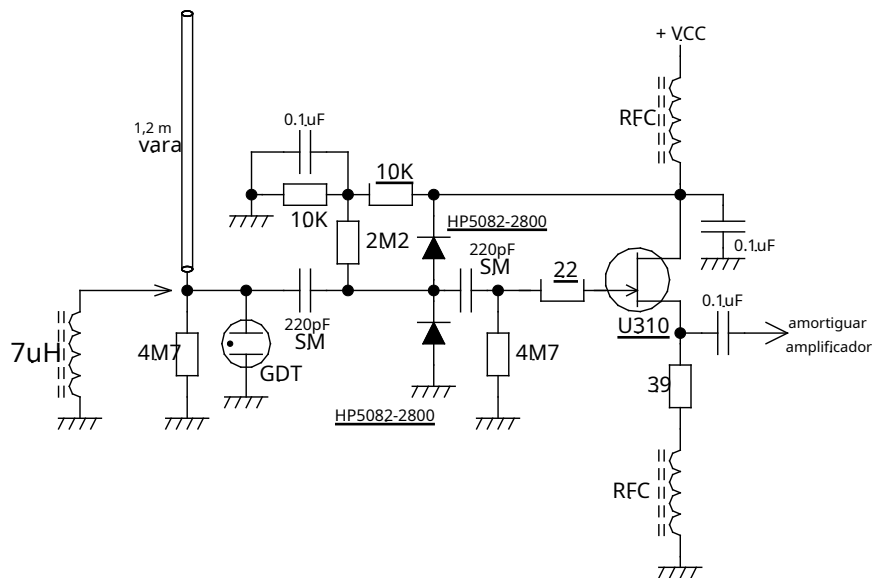 + VCC
0.1uF
RFC
1,2 m
vara
10K
10K
HP5082-2800
0.1uF
2M2
220pF
SM
22
0.1uF
7uH
4M7
220pF
SM
GDT
4M7
U310
amortiguar
amplificador
39
HP5082-2800
RFC